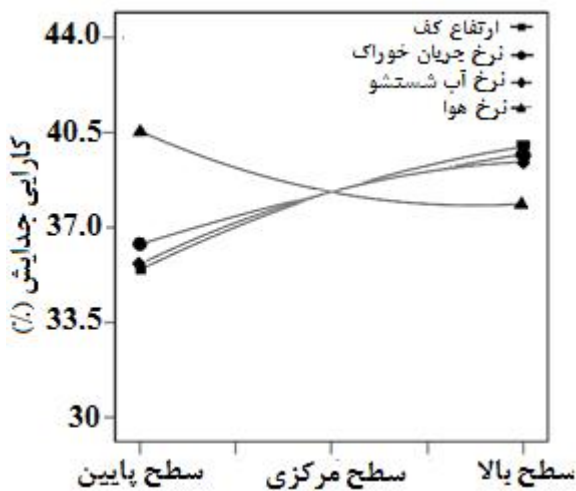 44.0
40.5
37.0
33.5
30
کارایی جدایش (%)
ارتفاع کف
نرخ جریان خوراک
نرخ آب شستشو
نرخ هوا
سطح پایین
سطح مرکزی
سطح بالا